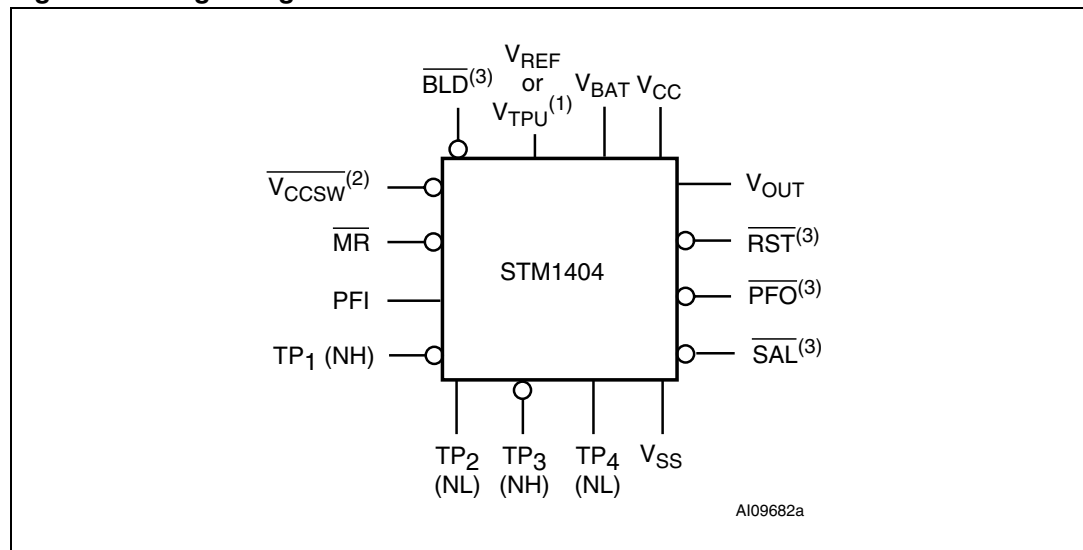 BLD(3)
VREF
or
VTPU(1)
VBAT
VCC
VCCSW(2)
VOUT
MR
RST(3)
STM1404
PFI
PFO(3)
TP1 (NH)
SAL(3)
TP2
(NL)
TP3
(NH)
TP4
(NL)
VSS
AI09682a